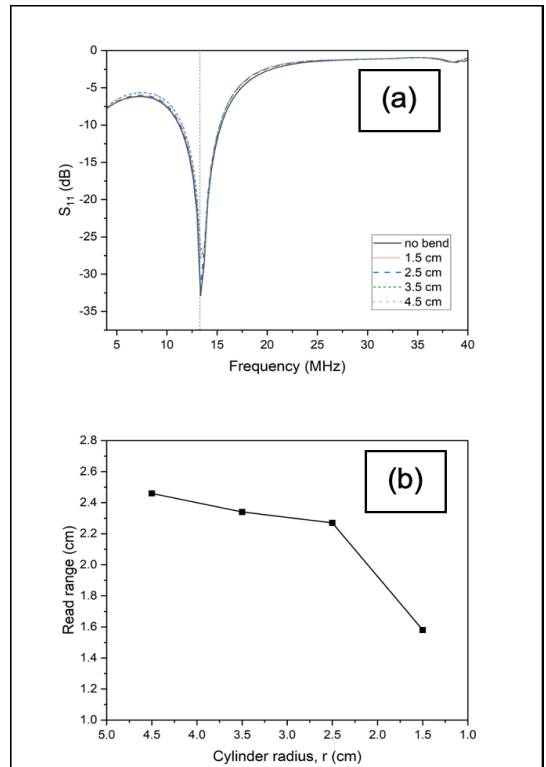 0
-5
-10
-15
-20
-25
-30
-35
S₁₁ (dB)
(a)
no bend
1.5 cm
2.5 cm
3.5 cm
4.5 cm
5 10 15 20 25 30 35 40
Frequency (MHz)
2.8
2.6
2.4
2.2
2.0
1.8
1.6
1.4
1.2
1.0
Read range (cm)
(b)
5.0 4.5 4.0 3.5 3.0 2.5 2.0 1.5 1.0
Cylinder radius, r (cm)